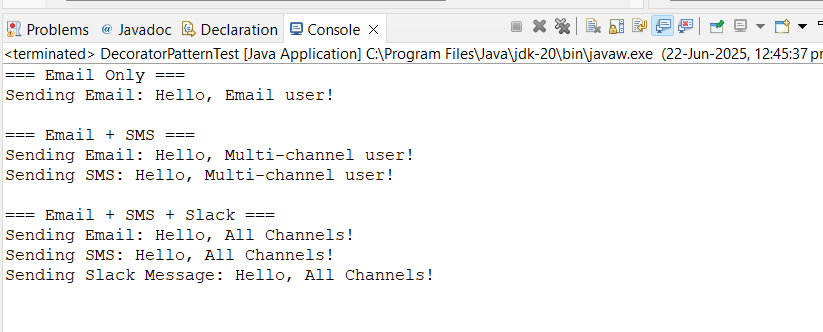 Problems @ Javadoc Declaration Console
<terminated> DecoratorPatternTest [Java Application] C:\Program Files\Java\jdk-20\bin\javaw.exe (22-Jun-2025, 12:45:37 pm
=== Email Only ===
Sending Email: Hello, Email user!
=== Email + SMS ===
Sending Email: Hello, Multi-channel user!
Sending SMS: Hello, Multi-channel user!
=== Email + SMS + Slack ===
Sending Email: Hello, All Channels!
Sending SMS: Hello, All Channels!
Sending Slack Message: Hello, All Channels!